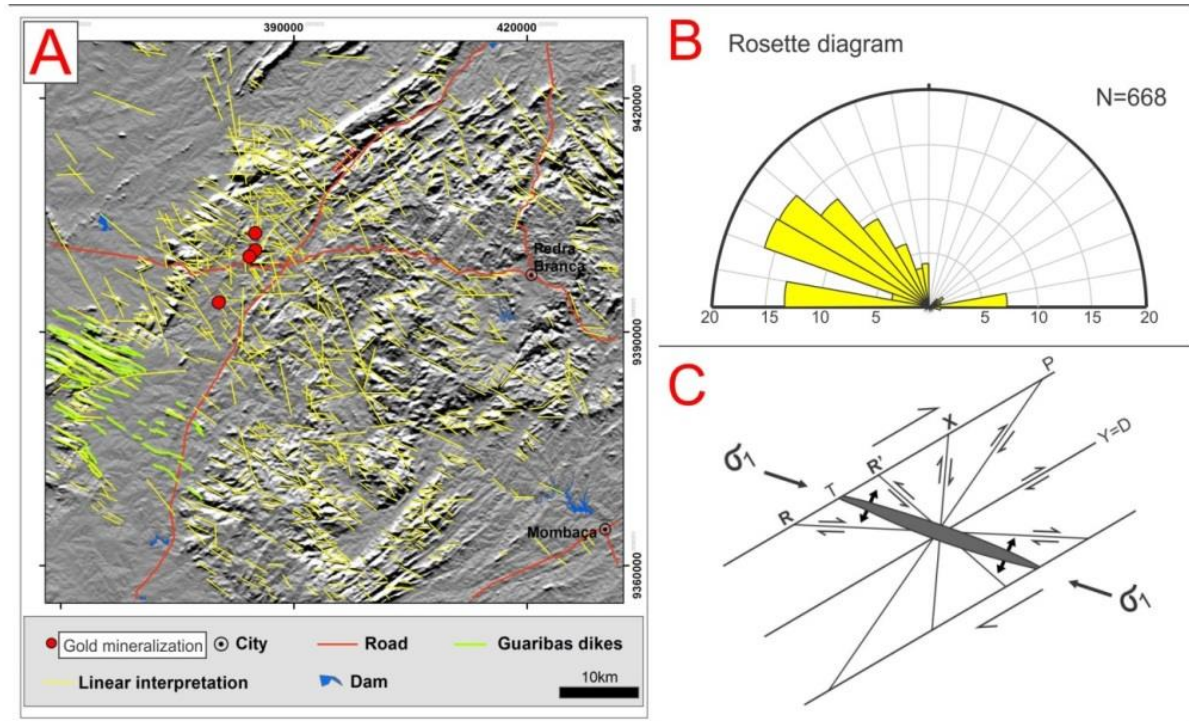 A
390000
420000
9420000
9390000
9360000
Pedra
Branca
Mombaça
Gold mineralization
City
Road
Guaribas dikes
Linear interpretation
Dam
10km
B
Rosette diagram
N=668
20
15
10
5
5
10
15
20
C
P
X
Y=D
R'
σ1
T
R
σ1